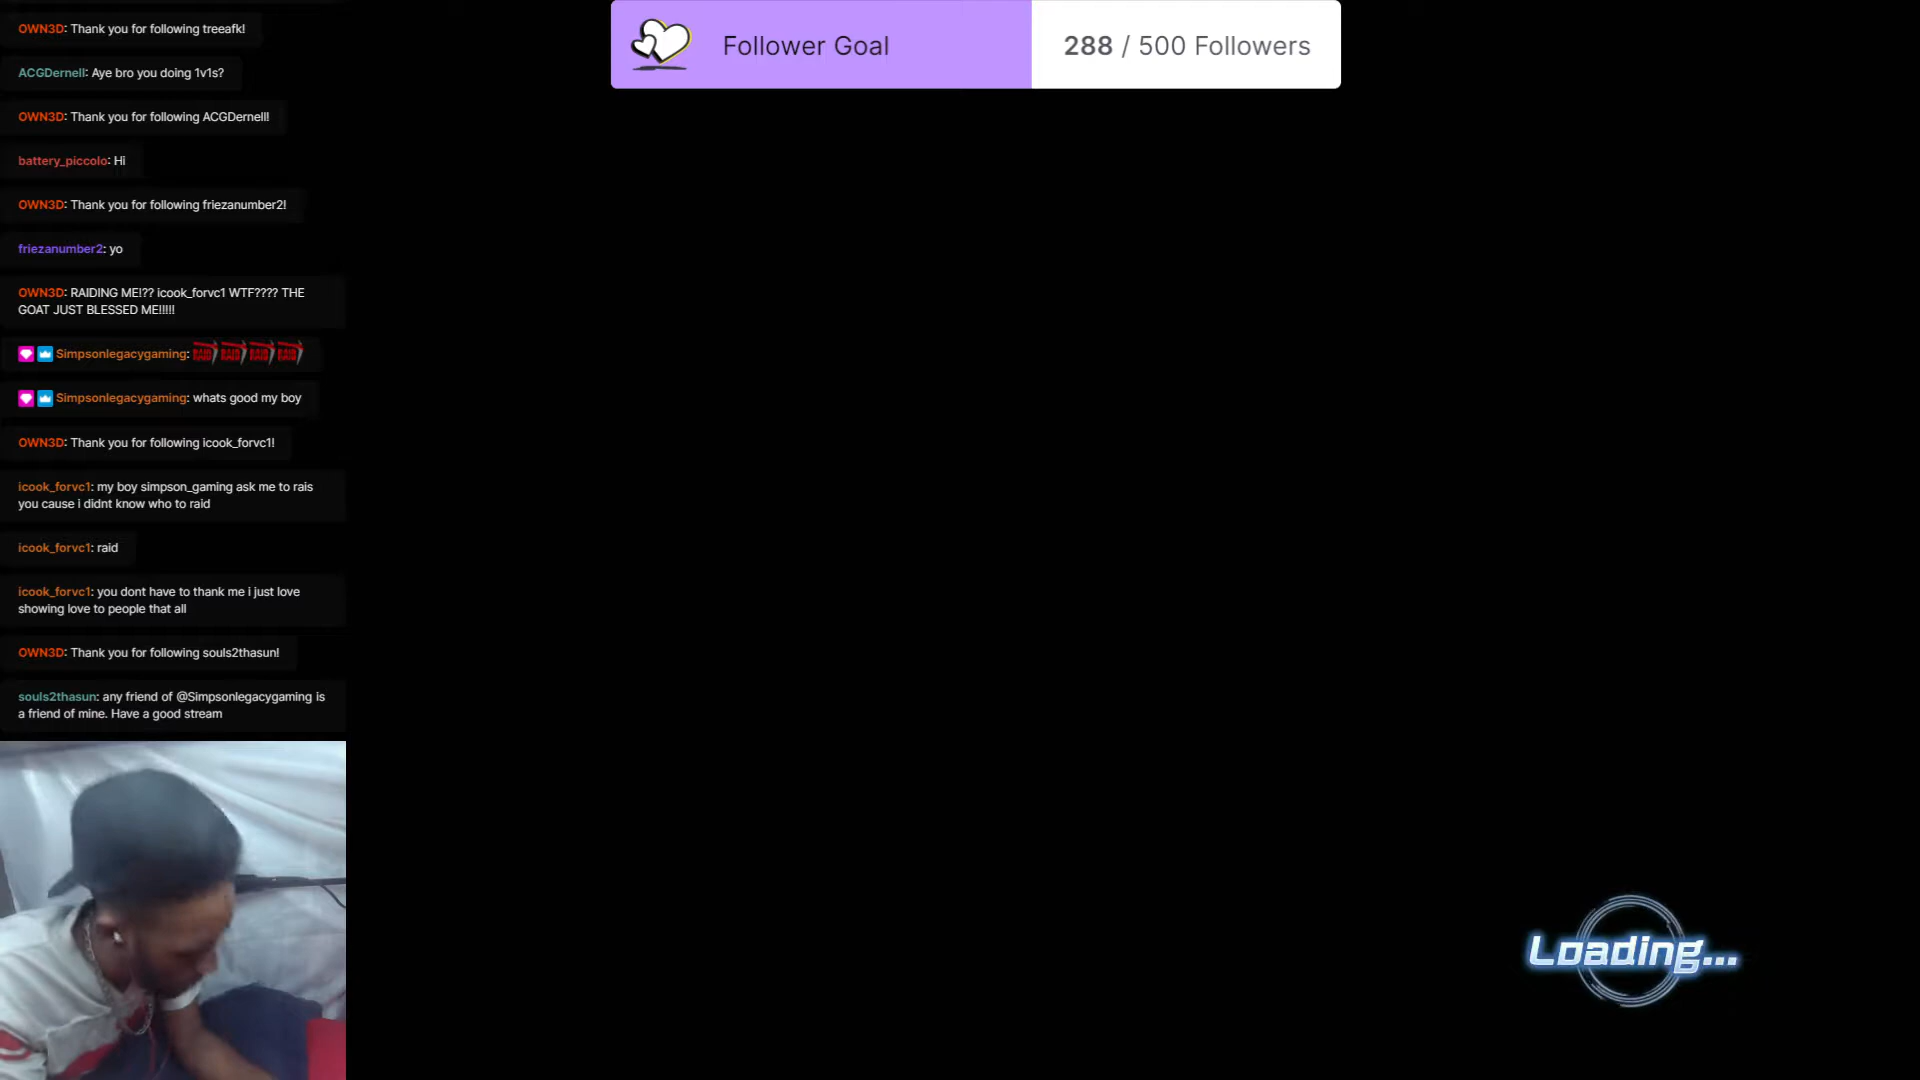 OWN3D: Thank you for following treeafk!
ACGDernell: Aye bro you doing 1v1s?
OWN3D: Thank you for following ACGDernell!
battery_piccolo: Hi
OWN3D: Thank you for following friezanumber2!
friezanumber2: yo
OWN3D: RAIDING ME!?? icook_forvc1 WTF???? THE
GOAT JUST BLESSED ME!!!!!
Simpsonlegacygaming: RAID RAID RAID RAID
Simpsonlegacygaming: whats good my boy
OWN3D: Thank you for following icook_forvc1!
icook_forvc1: my boy simpson_gaming ask me to rais
you cause i didnt know who to raid
icook_forvc1: raid
icook_forvc1: you dont have to thank me i just love
showing love to people that all
OWN3D: Thank you for following souls2thasun!
souls2thasun: any friend of @Simpsonlegacygaming is
a friend of mine. Have a good stream
Follower Goal
288 / 500 Followers
Loading...